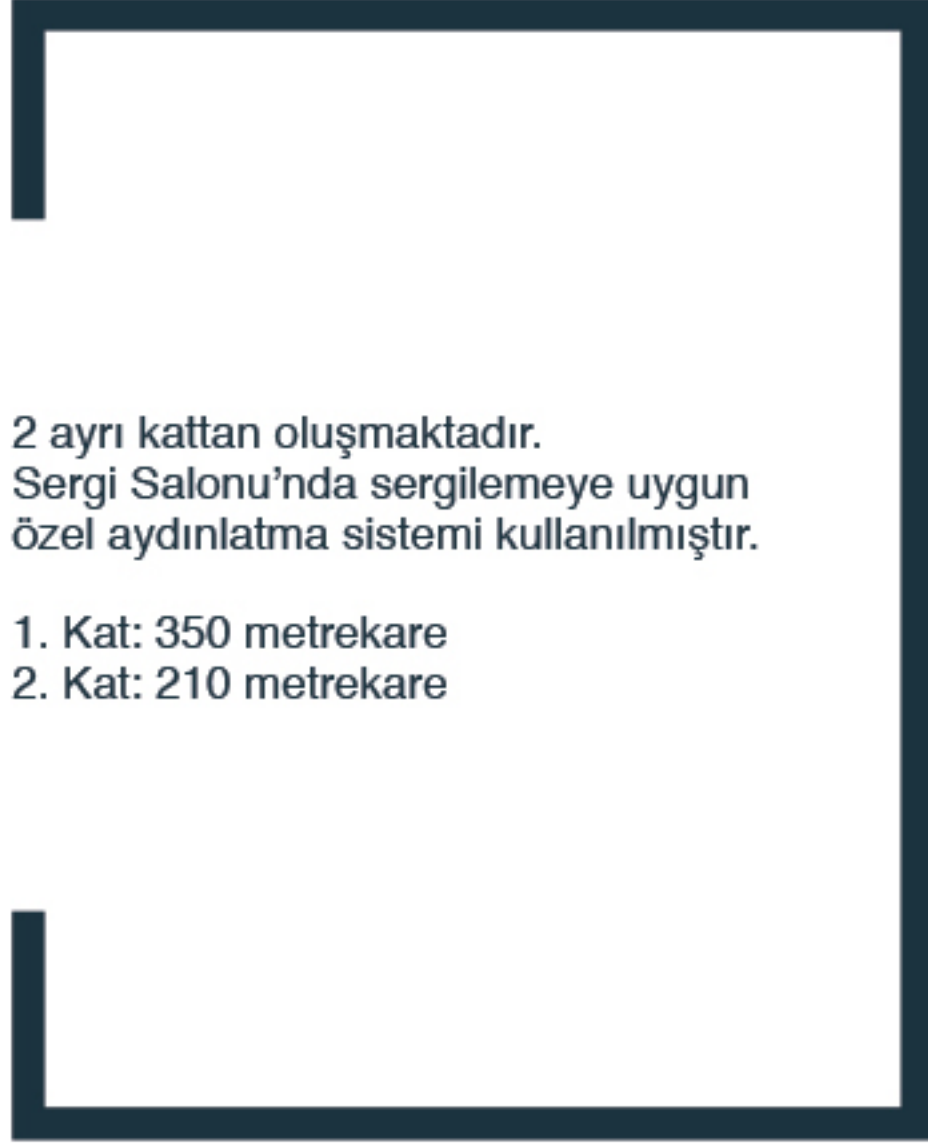 2 ayrı kattan oluşmaktadır.
Sergi Salonu’nda sergilemeye uygun
özel aydınlatma sistemi kullanılmıştır.
1. Kat: 350 metrekare
2. Kat: 210 metrekare